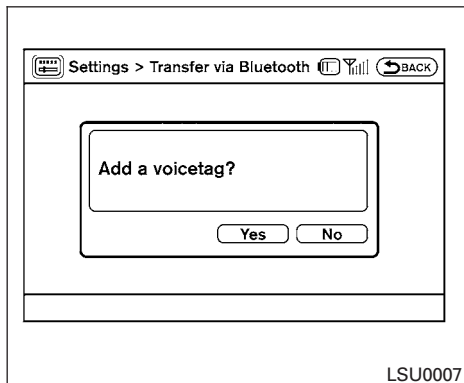 Settings > Transfer via Bluetooth BACK
Add a voicetag?
Yes No
LSU0007